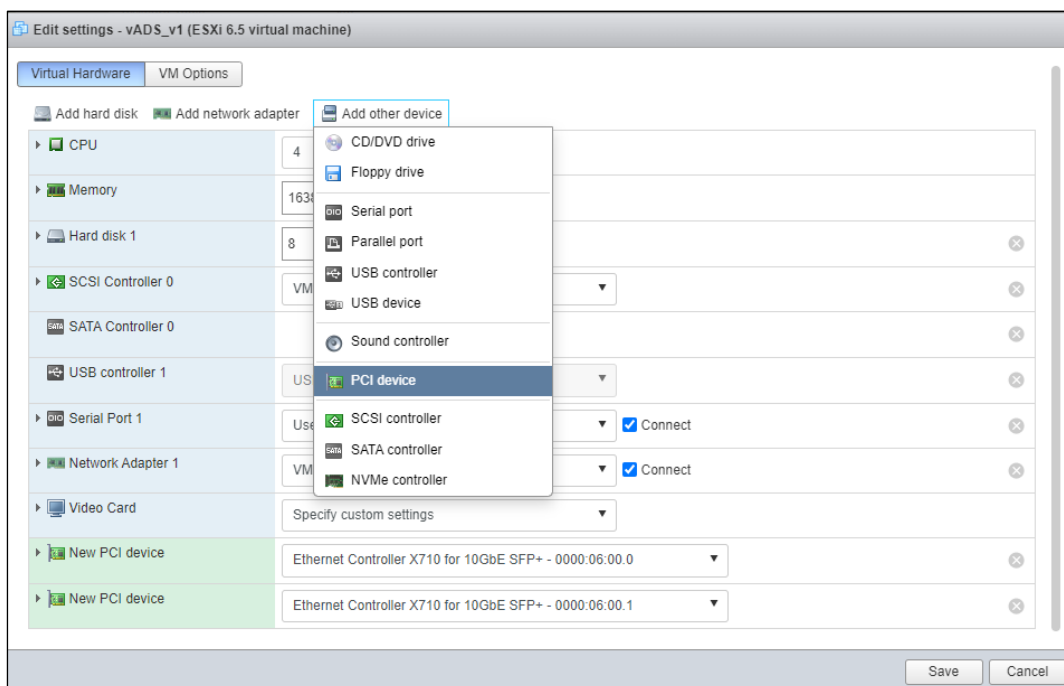 Edit settings - vADS_v1 (ESXi 6.5 virtual machine)
Virtual Hardware VM Options
Add hard disk Add network adapter Add other device
CPU 4
Memory
Hard disk 1 8
SCSI Controller 0 VM
SATA Controller 0
USB controller 1
Serial Port 1 Connect
Network Adapter 1 VM Connect
Video Card Specify custom settings
New PCI device Ethernet Controller X710 for 10GbE SFP+ - 0000:06:00.0
New PCI device Ethernet Controller X710 for 10GbE SFP+ - 0000:06:00.1
CD/DVD drive
Floppy drive
Serial port
Parallel port
USB controller
USB device
Sound controller
PCI device
SCSI controller
SATA controller
NVMe controller
Save Cancel